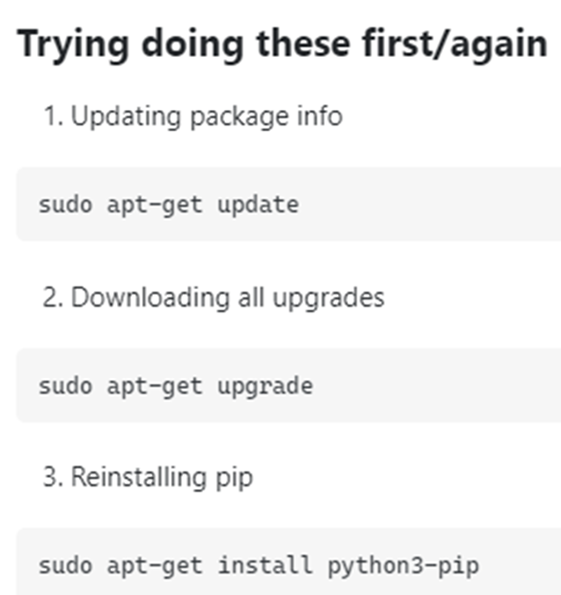 Trying doing these first/again
1. Updating package info
sudo apt-get update
2. Downloading all upgrades
sudo apt-get upgrade
3. Reinstalling pip
sudo apt-get install python3-pip